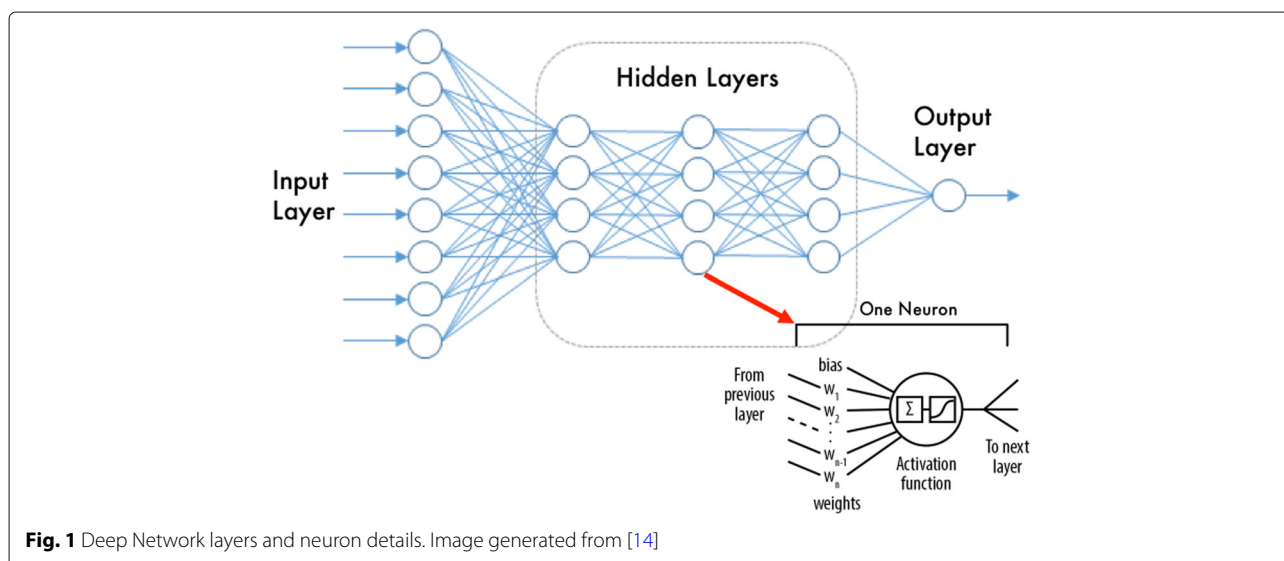 Hidden Layers
Input
Layer
Output
Layer
One Neuron
From
previous
layer
bias
W1
W2
Wn-1
Wn
weights
Σ
Activation
function
To next
layer
Fig. 1 Deep Network layers and neuron details. Image generated from [14]